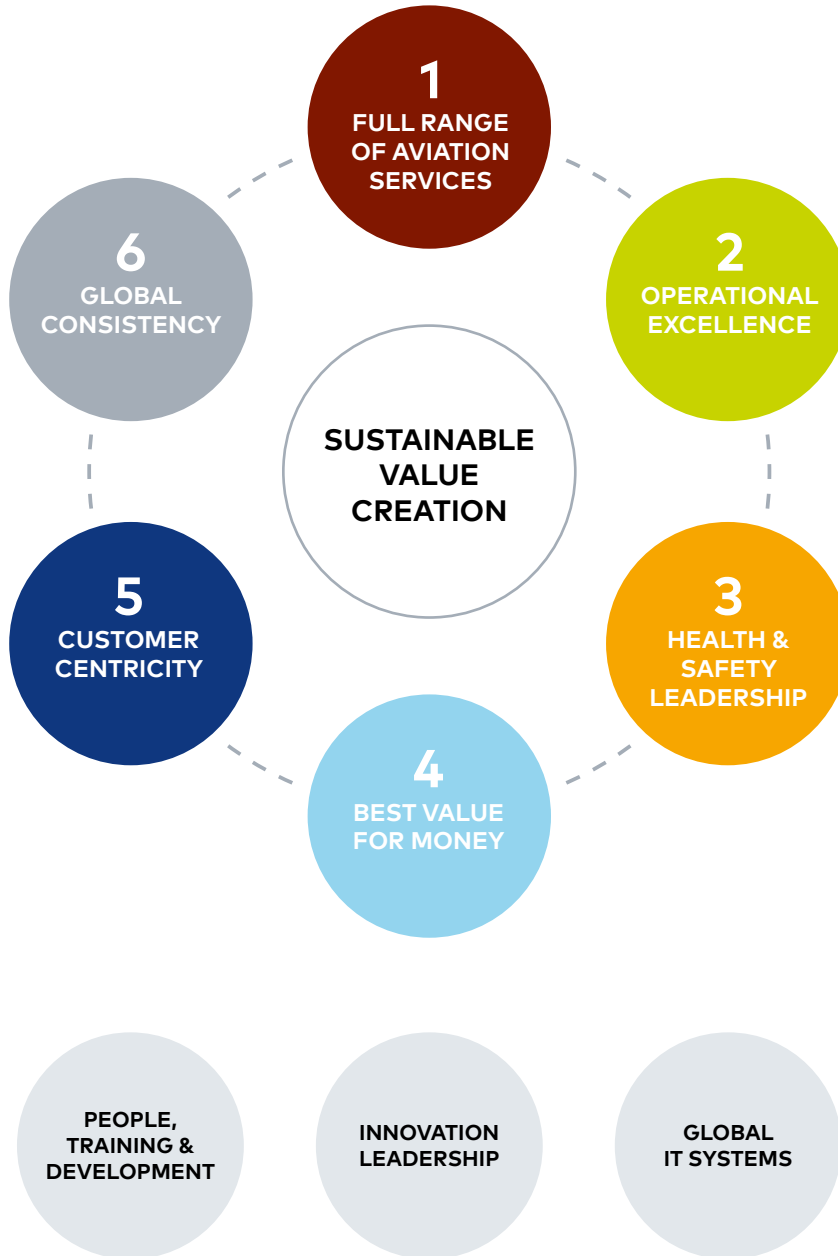 1
FULL RANGE
OF AVIATION
SERVICES
2
OPERATIONAL
EXCELLENCE
3
HEALTH &
SAFETY
LEADERSHIP
4
BEST VALUE
FOR MONEY
5
CUSTOMER
CENTRICITY
6
GLOBAL
CONSISTENCY
SUSTAINABLE
VALUE
CREATION
PEOPLE,
TRAINING &
DEVELOPMENT
INNOVATION
LEADERSHIP
GLOBAL
IT SYSTEMS